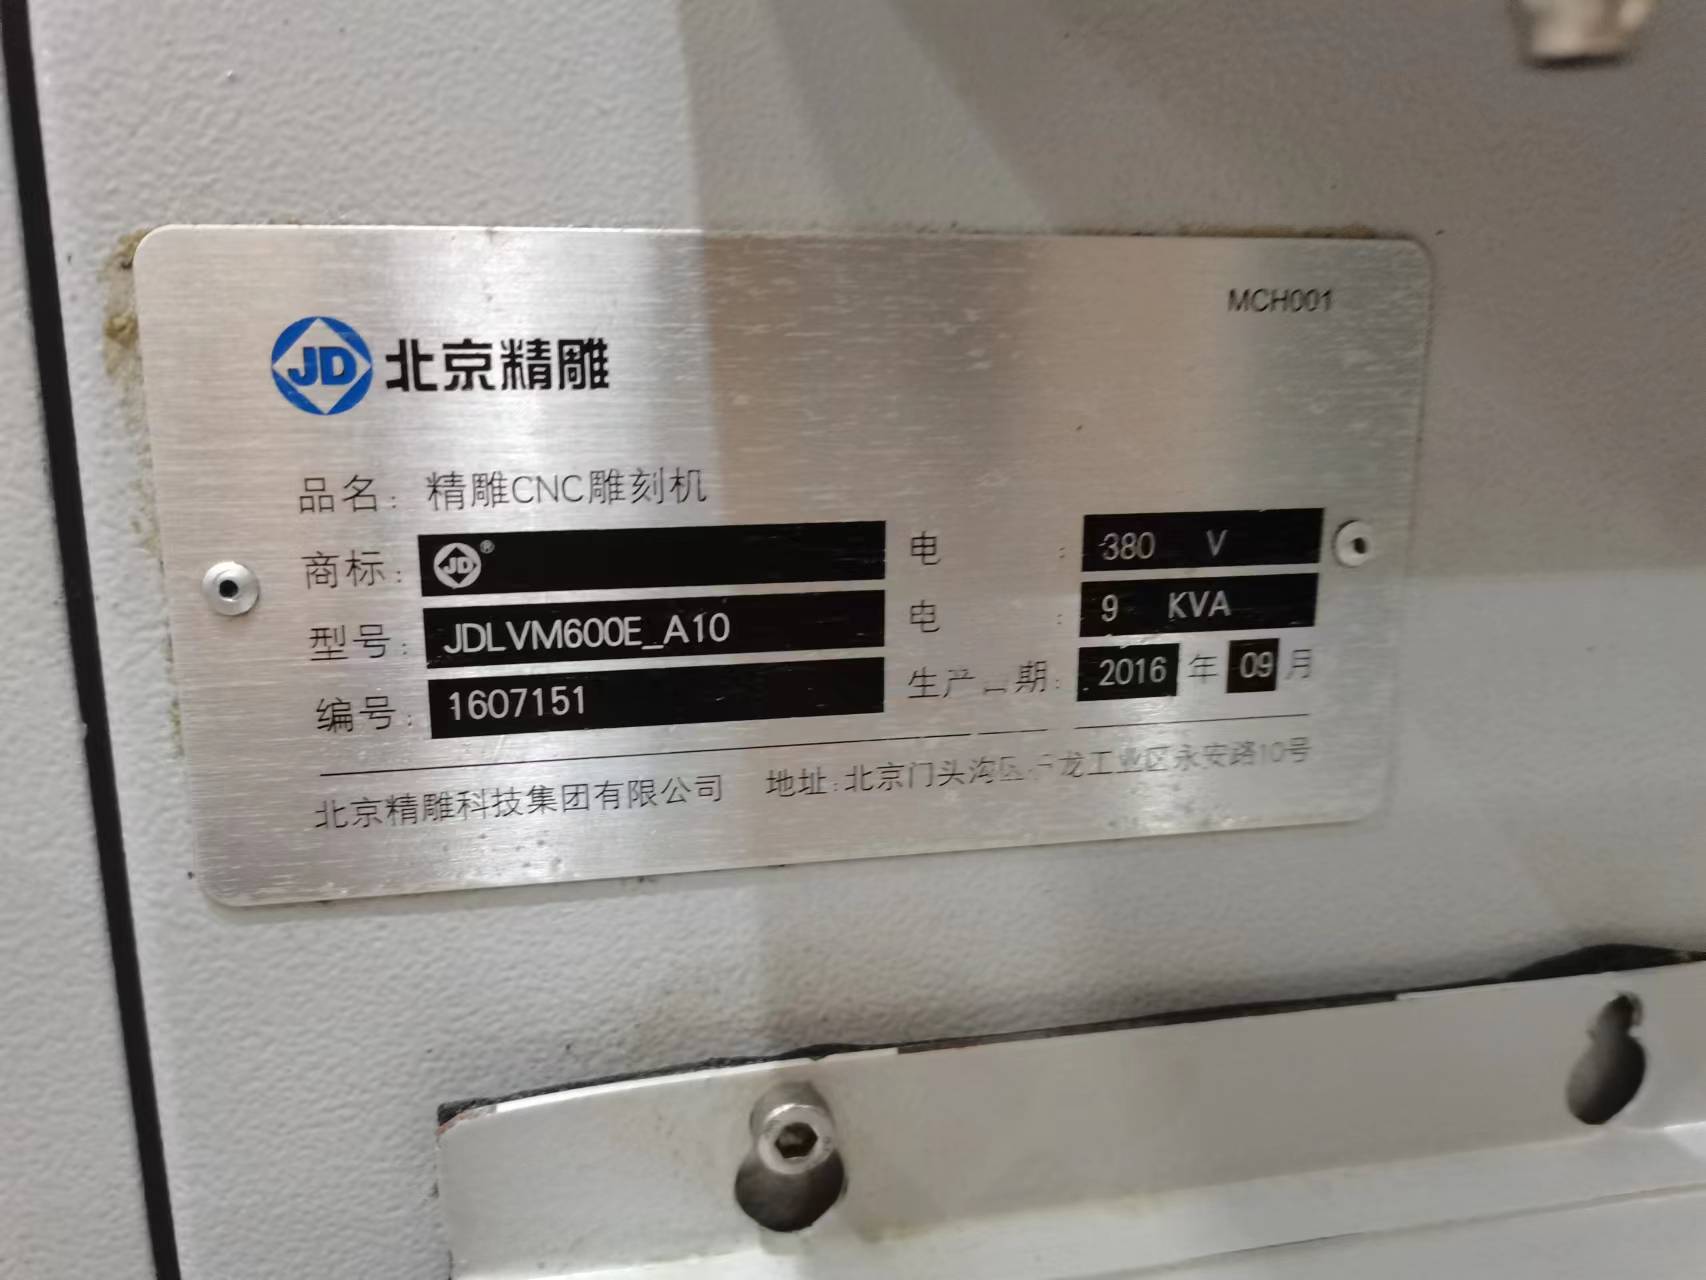 MCH001
JD 北京精雕
品名: 精雕CNC雕刻机
商标: JD® 电 : 380 V
型号: JDLVM600E_A10 电 : 9 KVA
编号: 1607151 生产 期: 2016 年 09 月
北京精雕科技集团有限公司 地址:北京门头沟区 龙工业区永安路10号